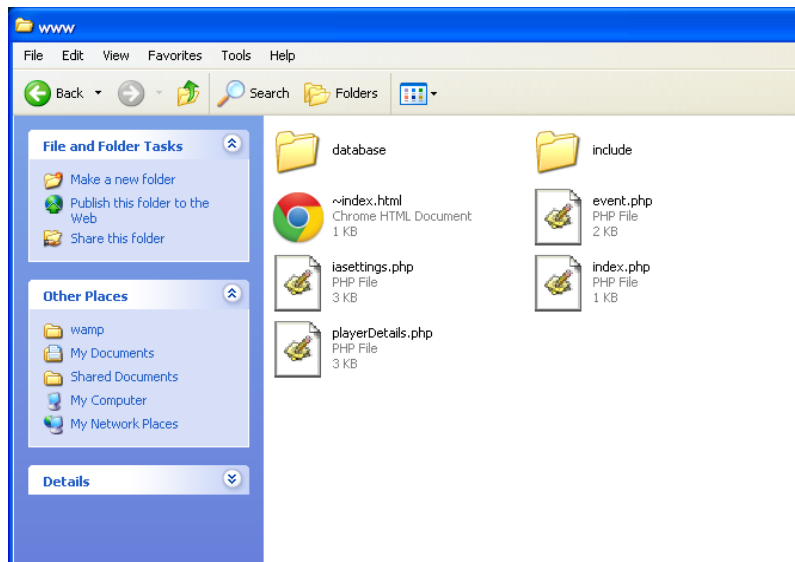 www
File Edit View Favorites Tools Help
Back Search Folders
File and Folder Tasks
Make a new folder
Publish this folder to the
Web
Share this folder
Other Places
wamp
My Documents
Shared Documents
My Computer
My Network Places
Details
database
include
~index.html
Chrome HTML Document
1 KB
event.php
PHP File
2 KB
iasettings.php
PHP File
3 KB
index.php
PHP File
1 KB
playerDetails.php
PHP File
3 KB